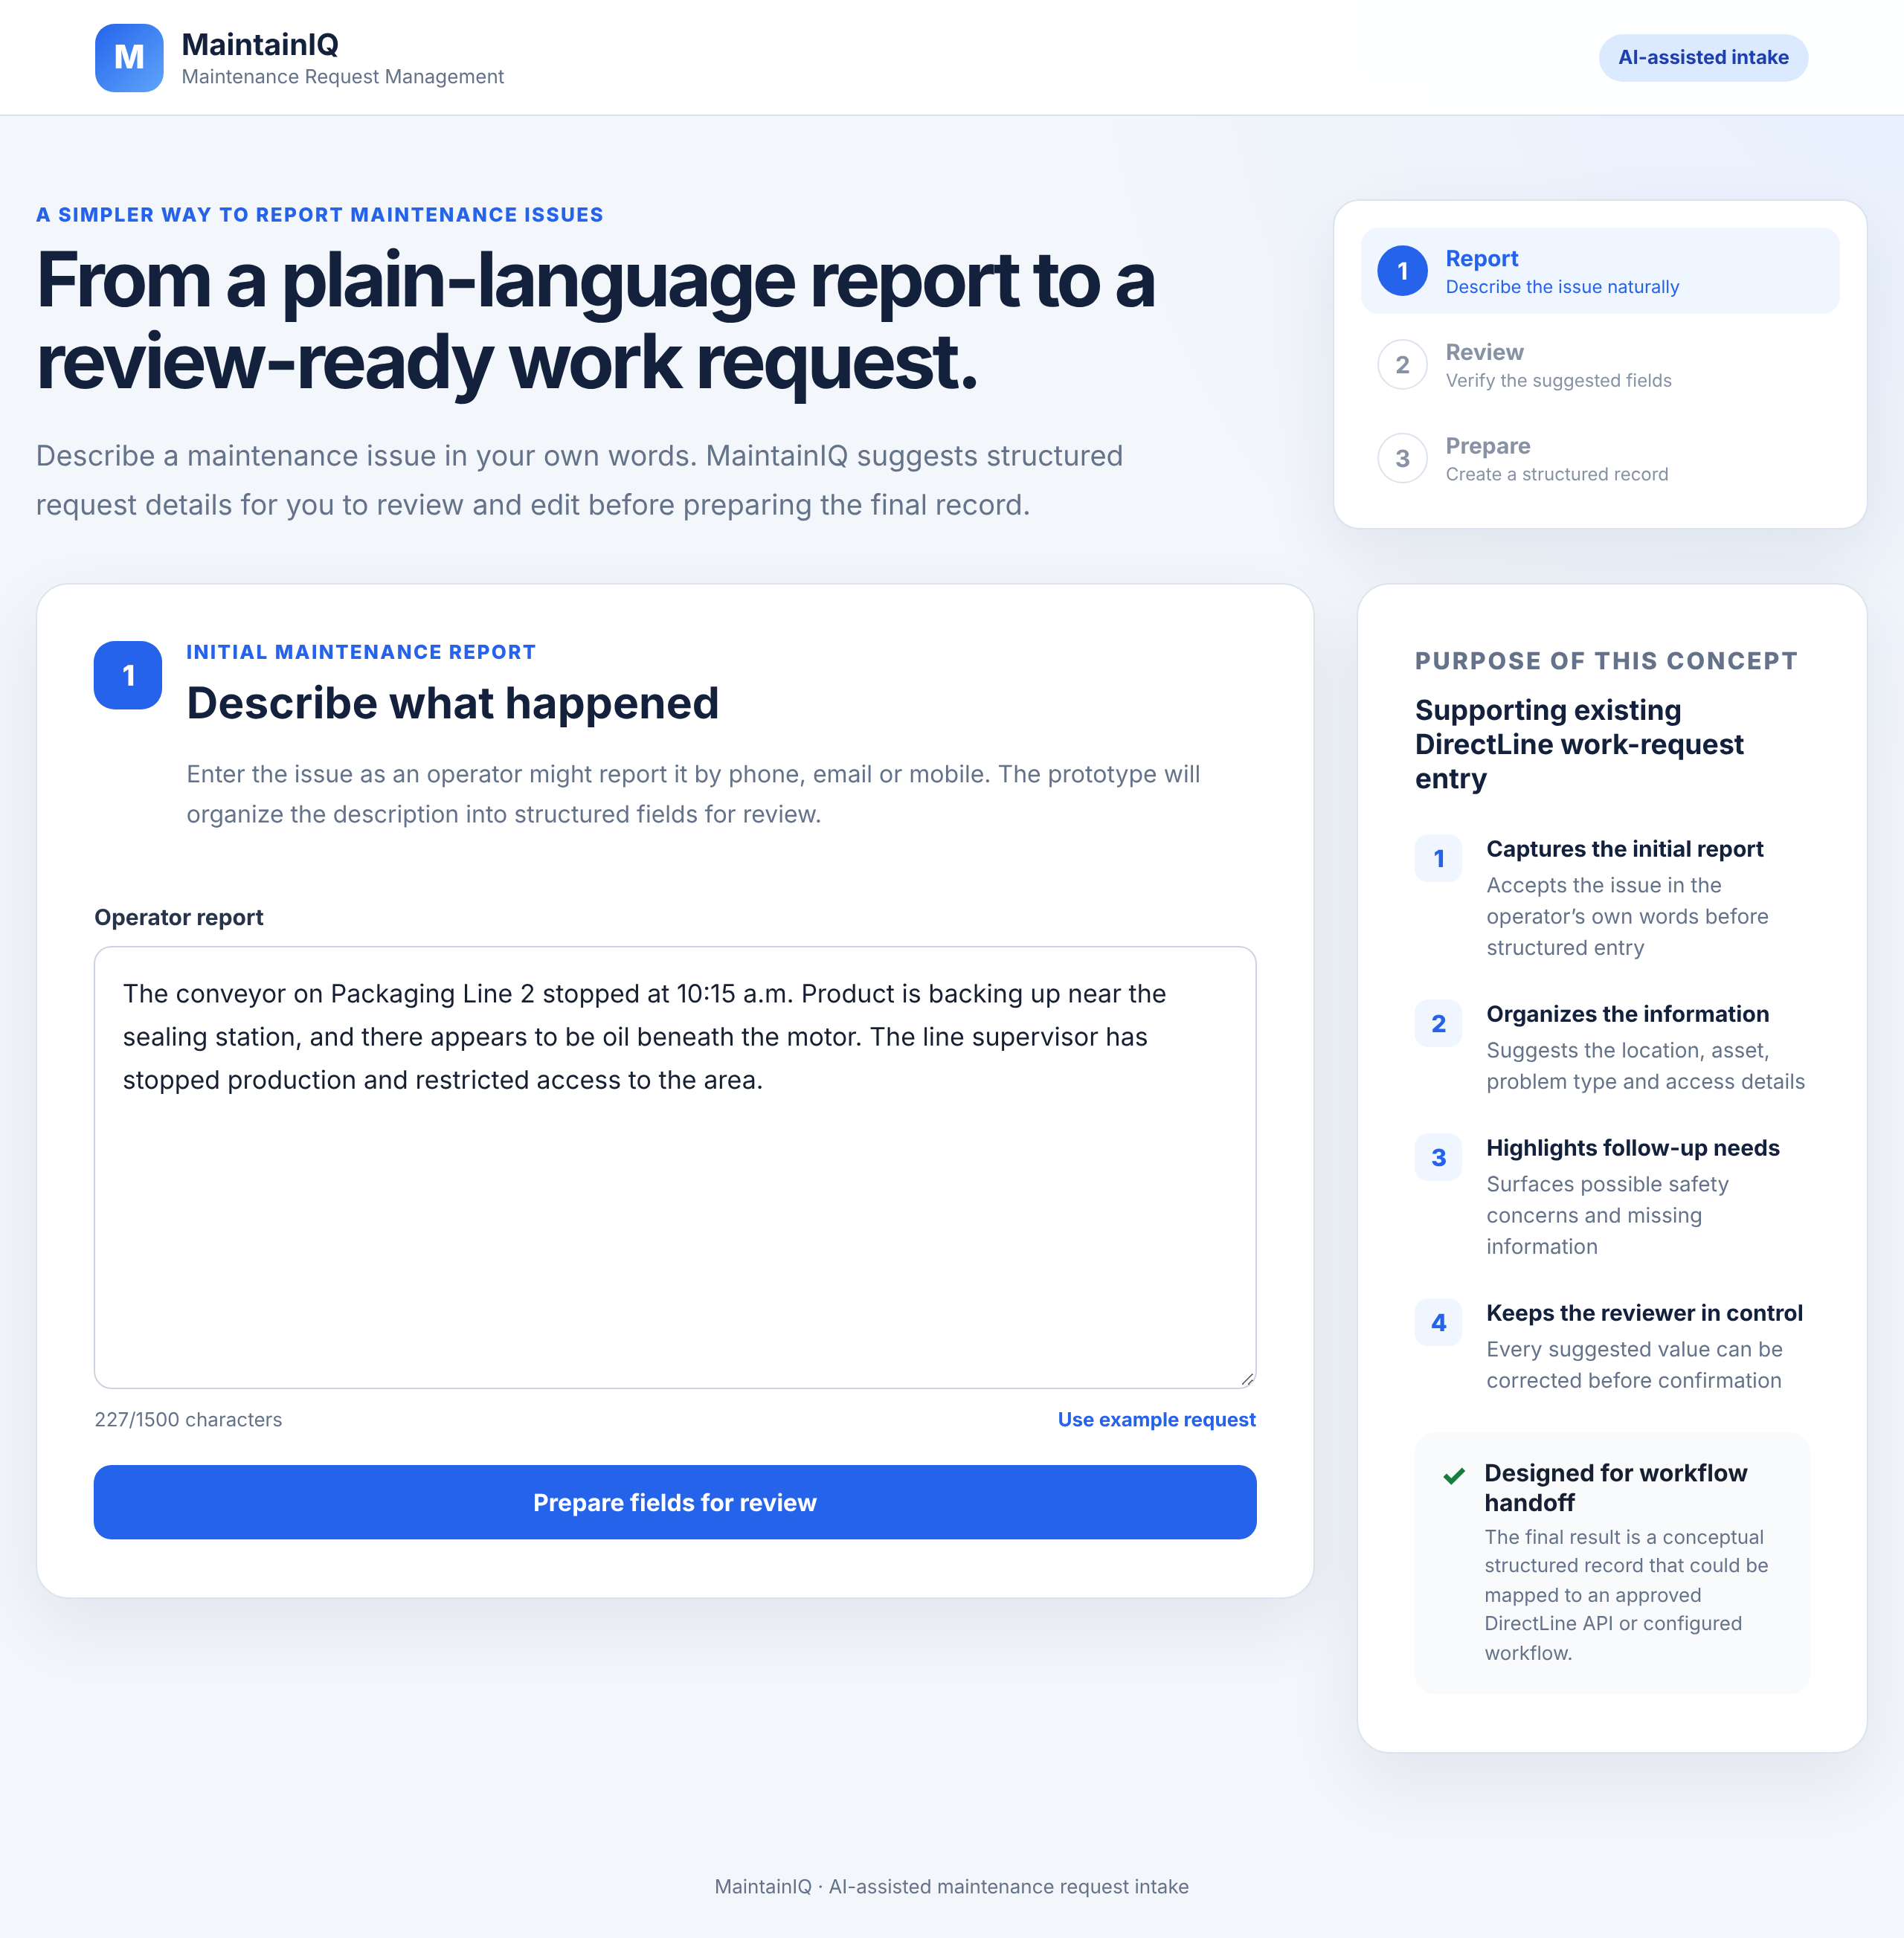 M
MaintainIQ
Maintenance Request Management
AI-assisted intake
A SIMPLER WAY TO REPORT MAINTENANCE ISSUES
From a plain-language report to a
review-ready work request.
Describe a maintenance issue in your own words. MaintainIQ suggests structured
request details for you to review and edit before preparing the final record.
1
Report
Describe the issue naturally
2
Review
Verify the suggested fields
3
Prepare
Create a structured record
1
INITIAL MAINTENANCE REPORT
Describe what happened
Enter the issue as an operator might report it by phone, email or mobile. The prototype will
organize the description into structured fields for review.
Operator report
The conveyor on Packaging Line 2 stopped at 10:15 a.m. Product is backing up near the
sealing station, and there appears to be oil beneath the motor. The line supervisor has
stopped production and restricted access to the area.
227/1500 characters
Use example request
Prepare fields for review
PURPOSE OF THIS CONCEPT
Supporting existing
DirectLine work-request
entry
1
Captures the initial report
Accepts the issue in the
operator’s own words before
structured entry
2
Organizes the information
Suggests the location, asset,
problem type and access details
3
Highlights follow-up needs
Surfaces possible safety
concerns and missing
information
4
Keeps the reviewer in control
Every suggested value can be
corrected before confirmation
Designed for workflow
handoff
The final result is a conceptual
structured record that could be
mapped to an approved
DirectLine API or configured
workflow.
MaintainIQ · AI-assisted maintenance request intake